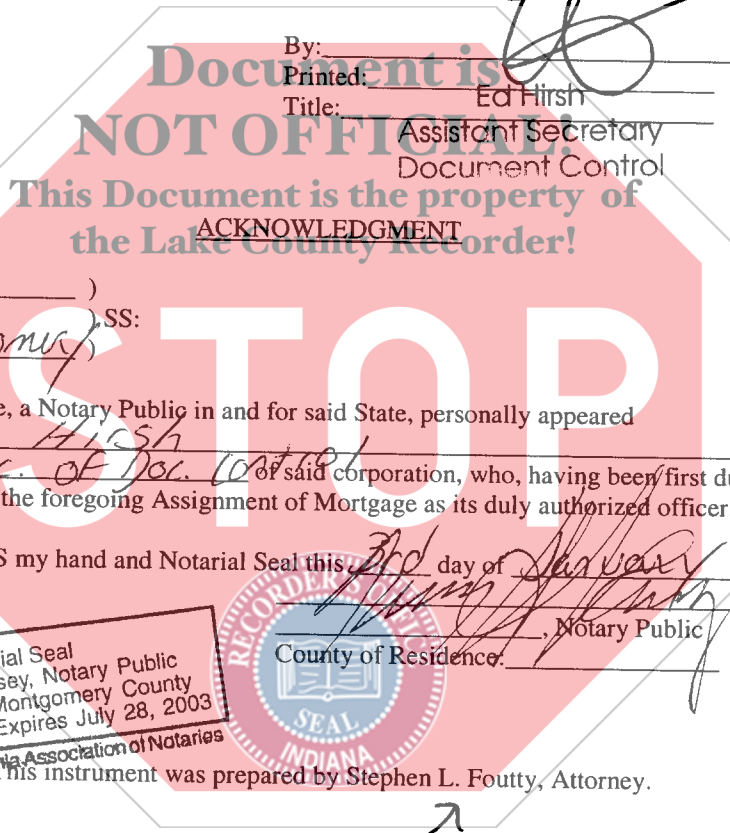 By:
Printed:
Ed Hirsh
Title:
Assistant Secretary
Document Control
Document is
NOT OFFICIAL!
This Document is the property of
the Lake County Recorder!
ACKNOWLEDGMENT
)
) SS:
)
STOP
e, a Notary Public in and for said State, personally appeared
Hirsh
c. OF Doc. Control of said corporation, who, having been first du
the foregoing Assignment of Mortgage as its duly authorized officer
S my hand and Notarial Seal this 3rd day of January
, Notary Public
County of Residence:
ial Seal
sey, Notary Public
Montgomery County
Expires July 28, 2003
nia Association of Notaries
RECORDER'S OFFI
SEAL
INDIANA
This instrument was prepared by Stephen L. Foutty, Attorney.